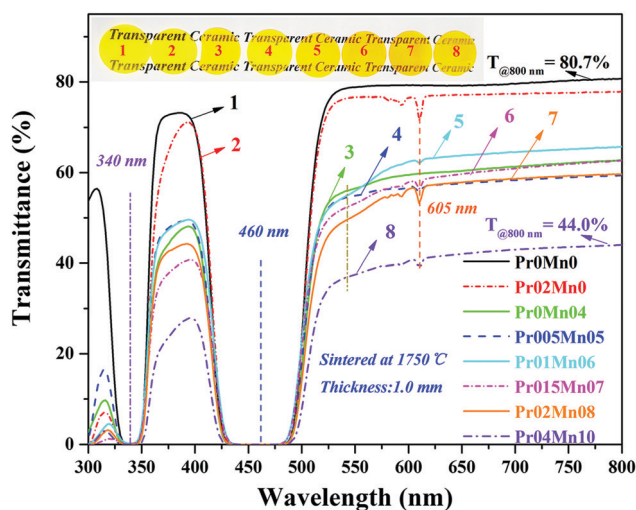 Transparent Ceramic Transparent Ceramic Transparent Ceramic
1 2 3 4 5 6 7 8
Transparent Ceramic Transparent Ceramic Transparent Ceramic
T@800 nm = 80.7%
1
2
340 nm
3
4
5
6
7
460 nm
605 nm
8
T@800 nm = 44.0%
Pr0Mn0
Pr02Mn0
Pr0Mn04
Pr005Mn05
Pr01Mn06
Pr015Mn07
Pr02Mn08
Pr04Mn10
Sintered at 1750 ℃
Thickness:1.0 mm
Transmittance (%)
80
60
40
20
0
300 350 400 450 500 550 600 650 700 750 800
Wavelength (nm)